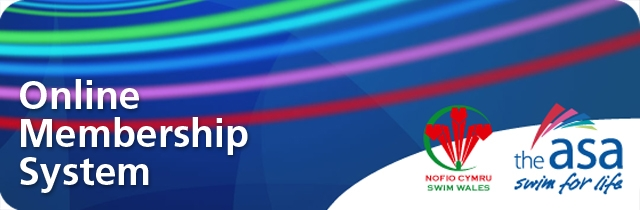 Online
Membership
System
NOFIO CYMRU
SWIM WALES
the asa
swim for life